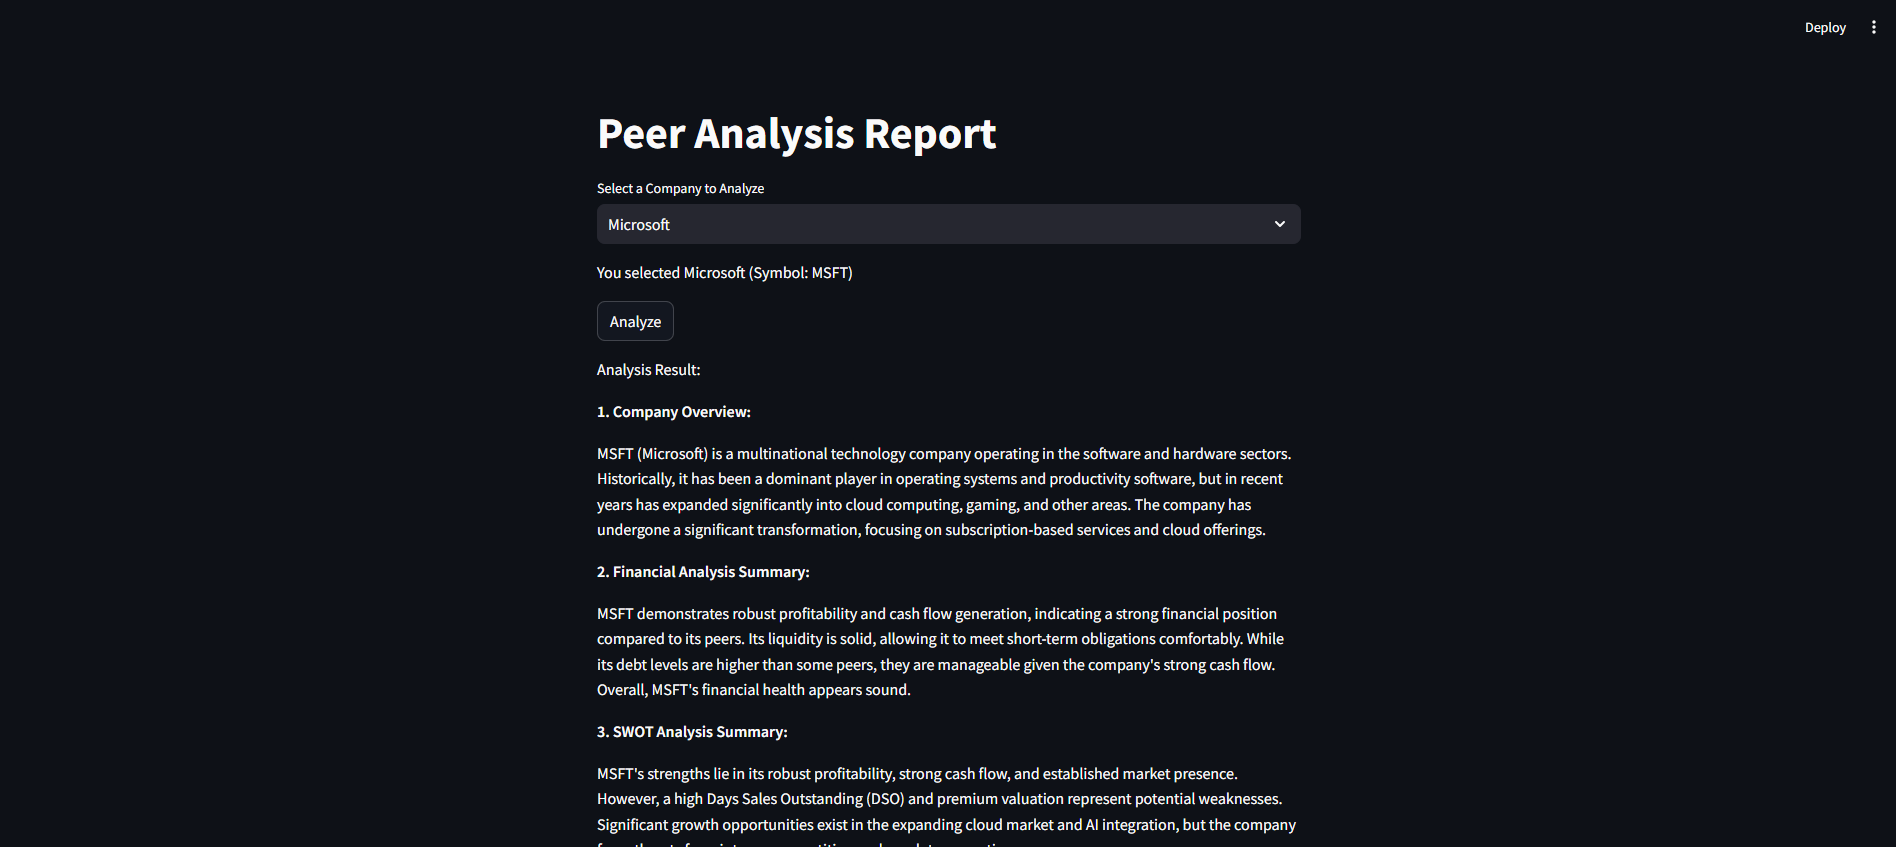 Deploy
Peer Analysis Report
Select a Company to Analyze
Microsoft
You selected Microsoft (Symbol: MSFT)
Analyze
Analysis Result:
1. Company Overview:
MSFT (Microsoft) is a multinational technology company operating in the software and hardware sectors.
Historically, it has been a dominant player in operating systems and productivity software, but in recent
years has expanded significantly into cloud computing, gaming, and other areas. The company has
undergone a significant transformation, focusing on subscription-based services and cloud offerings.
2. Financial Analysis Summary:
MSFT demonstrates robust profitability and cash flow generation, indicating a strong financial position
compared to its peers. Its liquidity is solid, allowing it to meet short-term obligations comfortably. While
its debt levels are higher than some peers, they are manageable given the company's strong cash flow.
Overall, MSFT's financial health appears sound.
3. SWOT Analysis Summary:
MSFT's strengths lie in its robust profitability, strong cash flow, and established market presence.
However, a high Days Sales Outstanding (DSO) and premium valuation represent potential weaknesses.
Significant growth opportunities exist in the expanding cloud market and AI integration, but the company